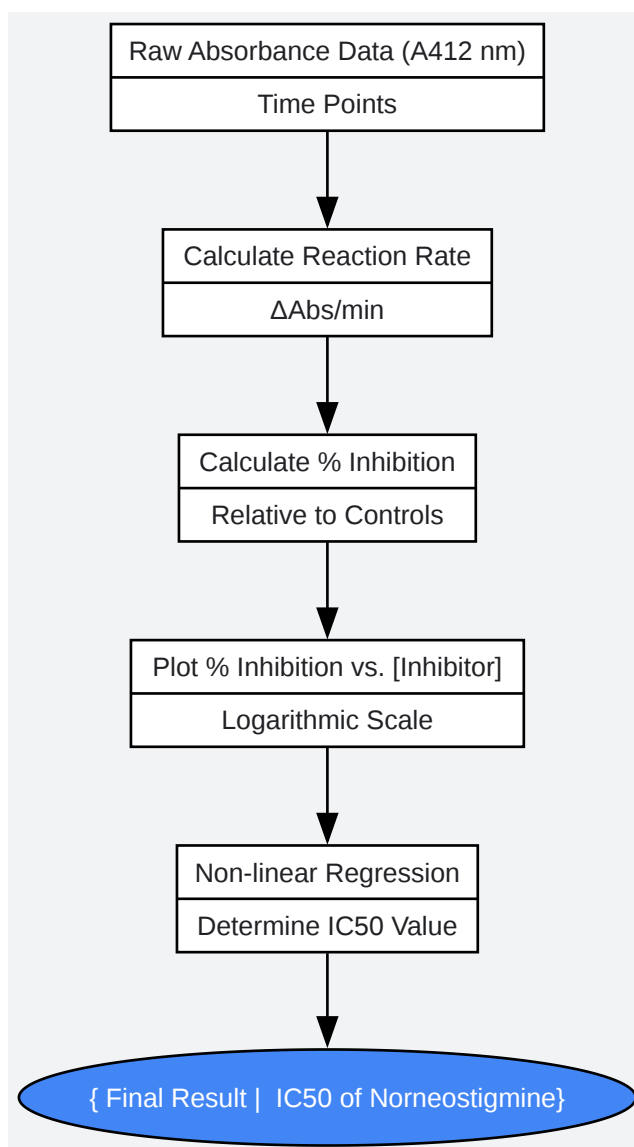 Raw Absorbance Data (A412 nm)
Time Points
Calculate Reaction Rate
ΔAbs/min
Calculate % Inhibition
Relative to Controls
Plot % Inhibition vs. [Inhibitor]
Logarithmic Scale
Non-linear Regression
Determine IC50 Value
{ Final Result |  IC50 of Norneostigmine}